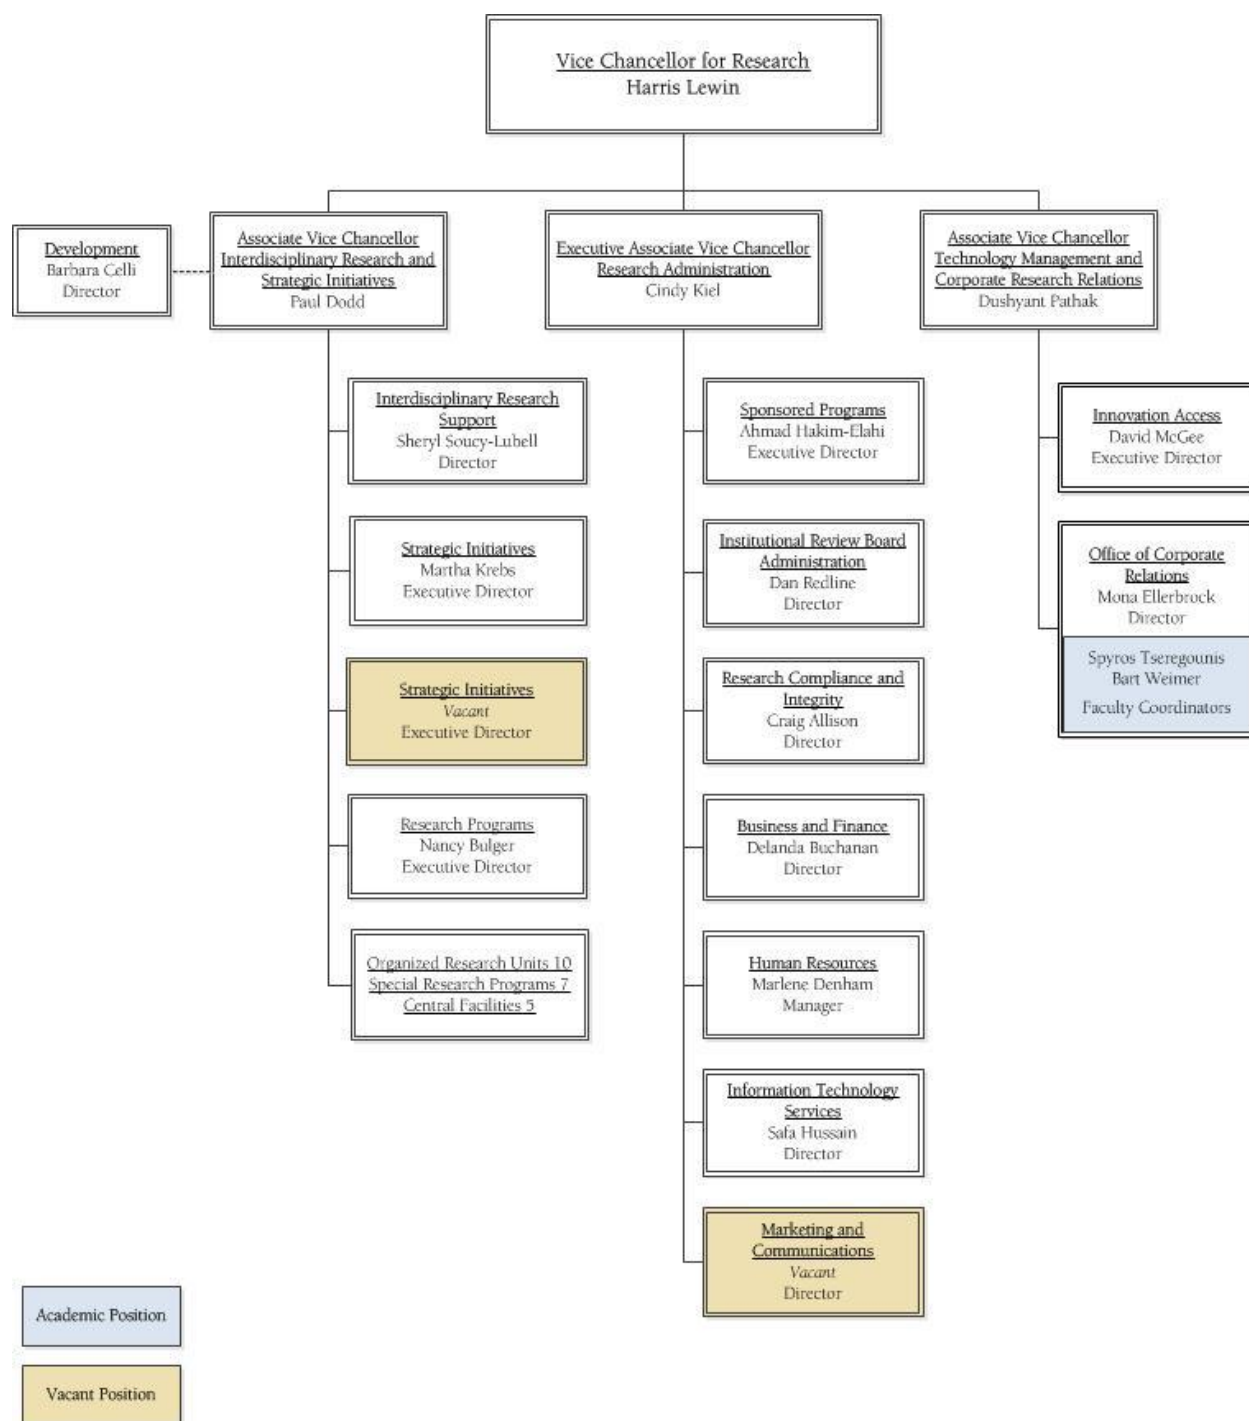 Vice Chancellor for Research
Harris Lewin
Development
Barbara Celli
Director
Associate Vice Chancellor
Interdisciplinary Research and
Strategic Initiatives
Paul Dodd
Executive Associate Vice Chancellor
Research Administration
Cindy Kiel
Associate Vice Chancellor
Technology Management and
Corporate Research Relations
Dushyant Pathak
Interdisciplinary Research
Support
Sheryl Soucy-Lubell
Director
Strategic Initiatives
Martha Krebs
Executive Director
Strategic Initiatives
Vacant
Executive Director
Research Programs
Nancy Bulger
Executive Director
Organized Research Units 10
Special Research Programs 7
Central Facilities 5
Sponsored Programs
Ahmad Hakim-Elahi
Executive Director
Institutional Review Board
Administration
Dan Redline
Director
Research Compliance and
Integrity
Craig Allison
Director
Business and Finance
Delanda Buchanan
Director
Human Resources
Marlene Denham
Manager
Information Technology
Services
Safa Hussain
Director
Marketing and
Communications
Vacant
Director
Innovation Access
David McGee
Executive Director
Office of Corporate
Relations
Mona Ellerbrock
Director
Spyros Tseregounis
Bart Weimer
Faculty Coordinators
Academic Position
Vacant Position